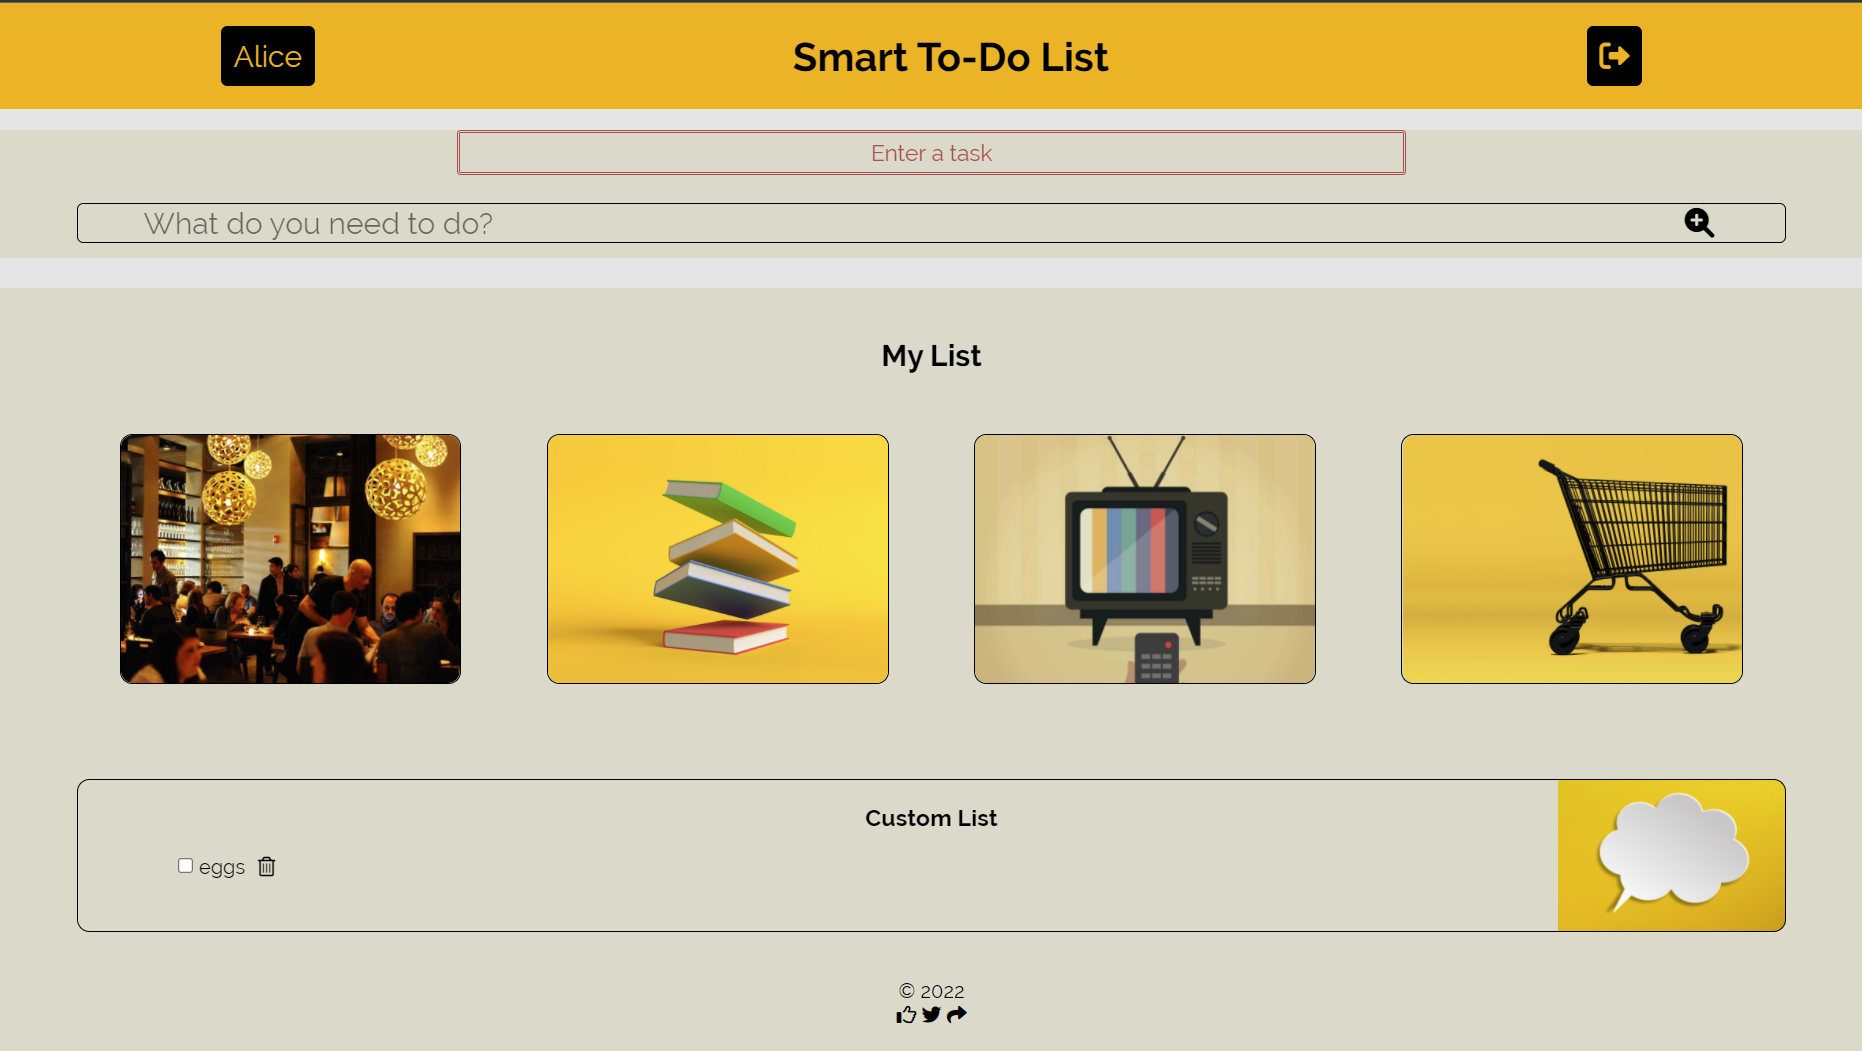 Alice
Smart To-Do List
Enter a task
What do you need to do?
My List
Custom List
eggs
© 2022